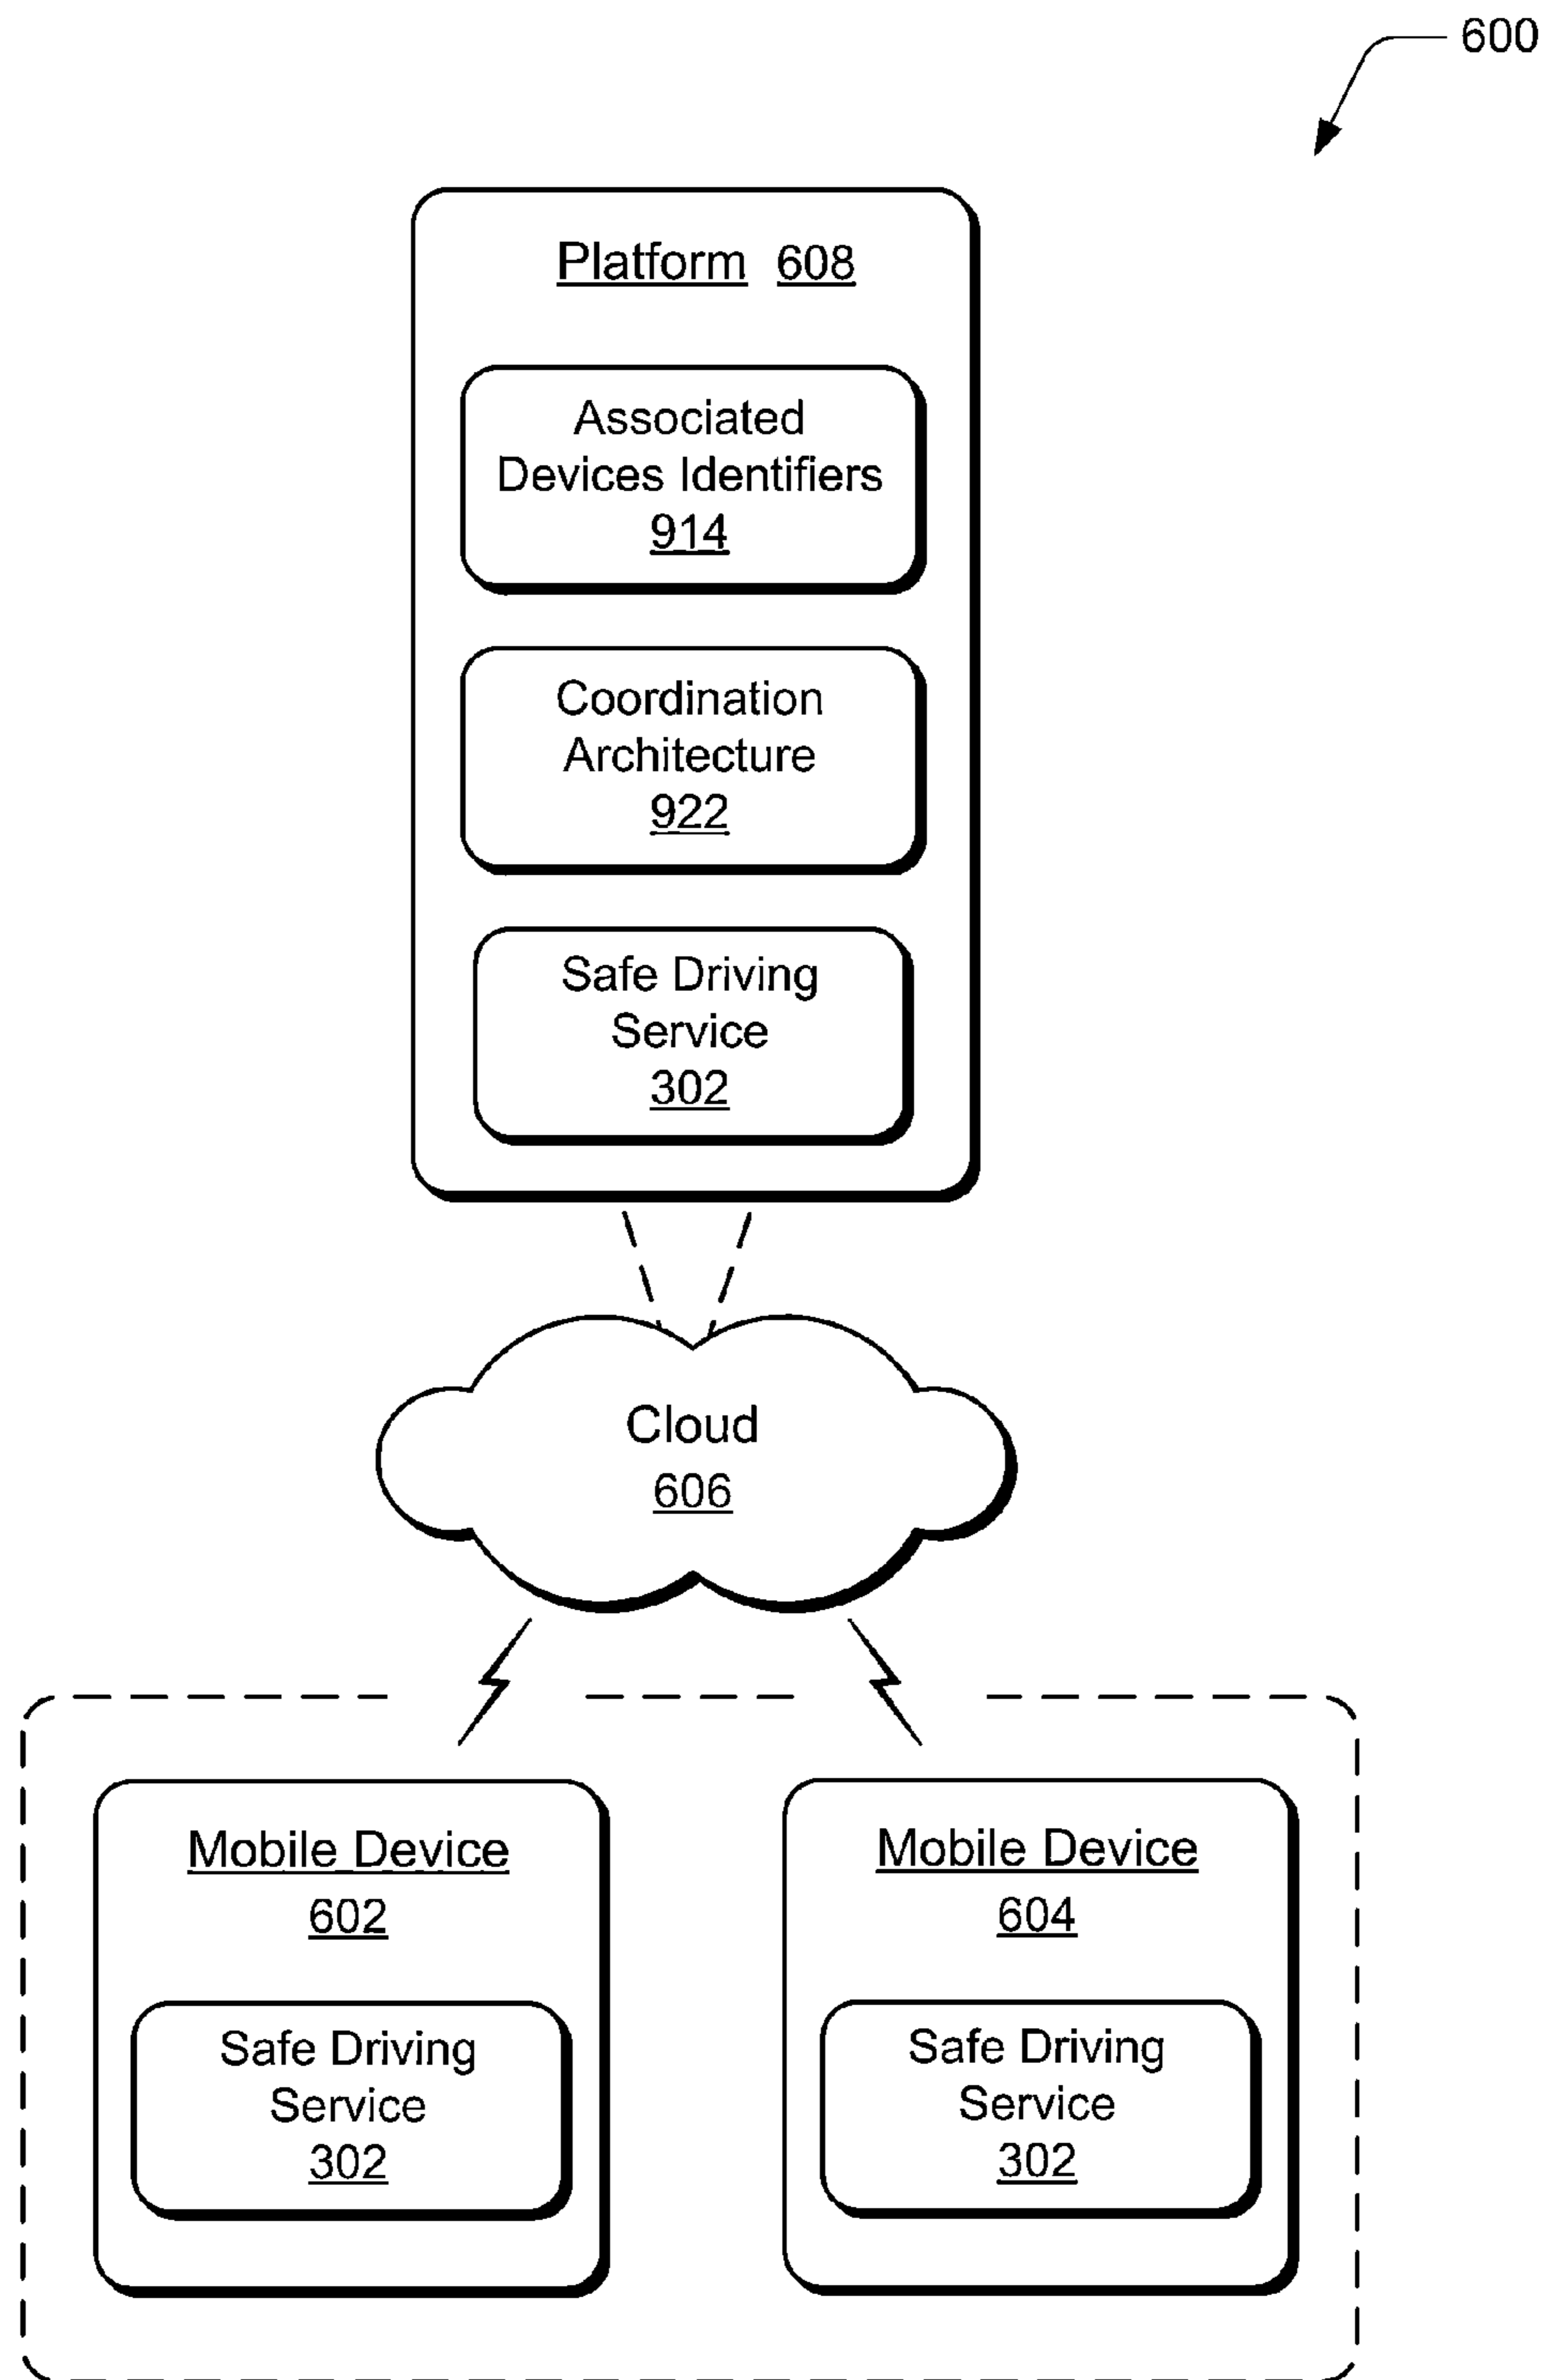 600
Platform 608
Associated
Devices Identifiers
914
Coordination
Architecture
922
Safe Driving
Service
302
Cloud
606
Mobile Device
602
Safe Driving
Service
302
Mobile Device
604
Safe Driving
Service
302